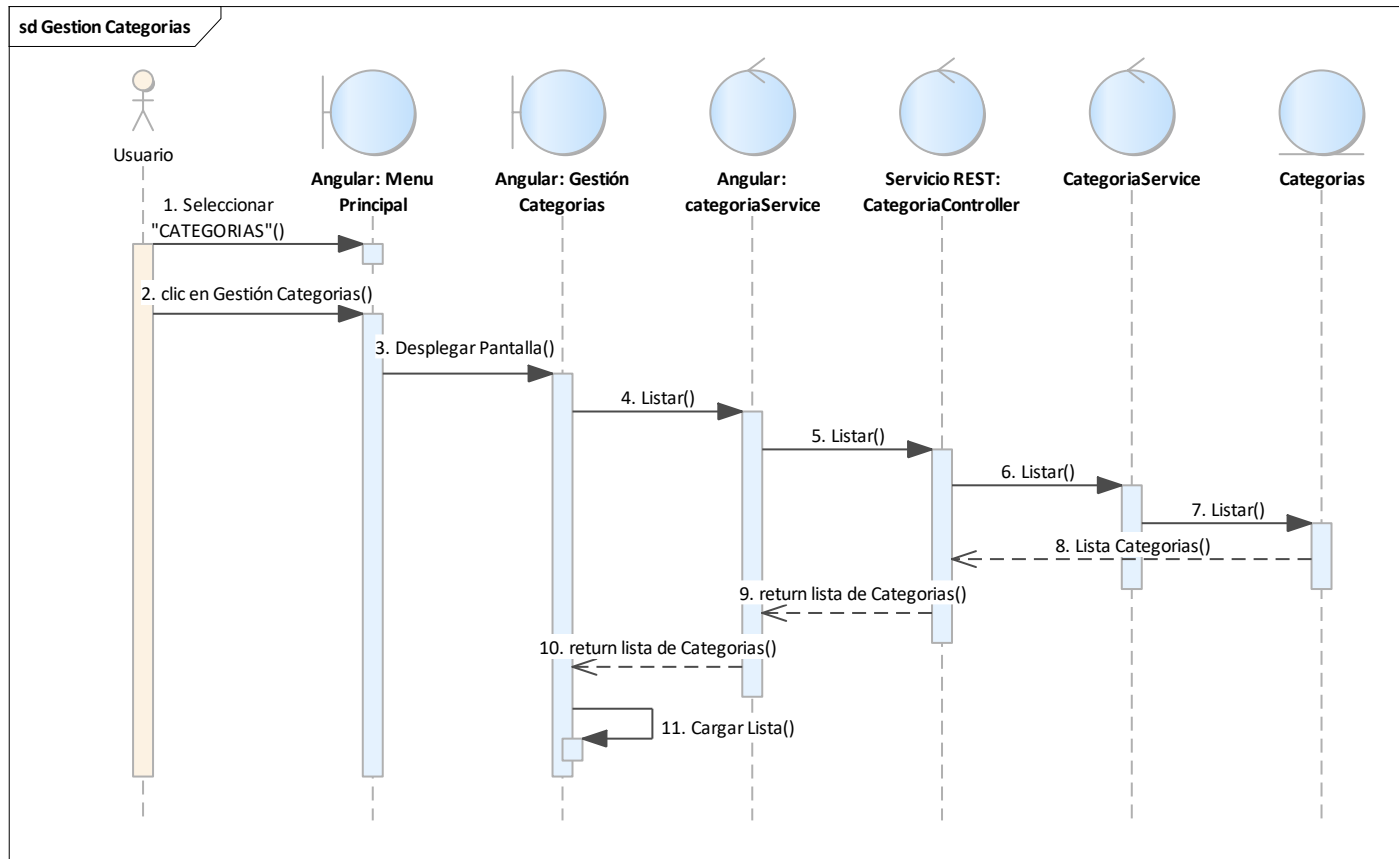 sd Gestion Categorias
Usuario
Angular: Menu
Principal
Angular: Gestión
Categorias
Angular:
categoriaService
Servicio REST:
CategoriaController
CategoriaService
Categorias
1. Seleccionar
"CATEGORIAS"()
2. clic en Gestión Categorias()
3. Desplegar Pantalla()
4. Listar()
5. Listar()
6. Listar()
7. Listar()
8. Lista Categorias()
9. return lista de Categorias()
10. return lista de Categorias()
11. Cargar Lista()